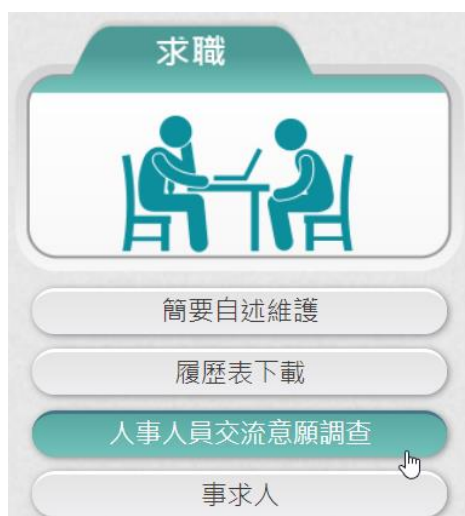 求職
簡要自述維護
履歷表下載
人事人員交流意願調查
事求人